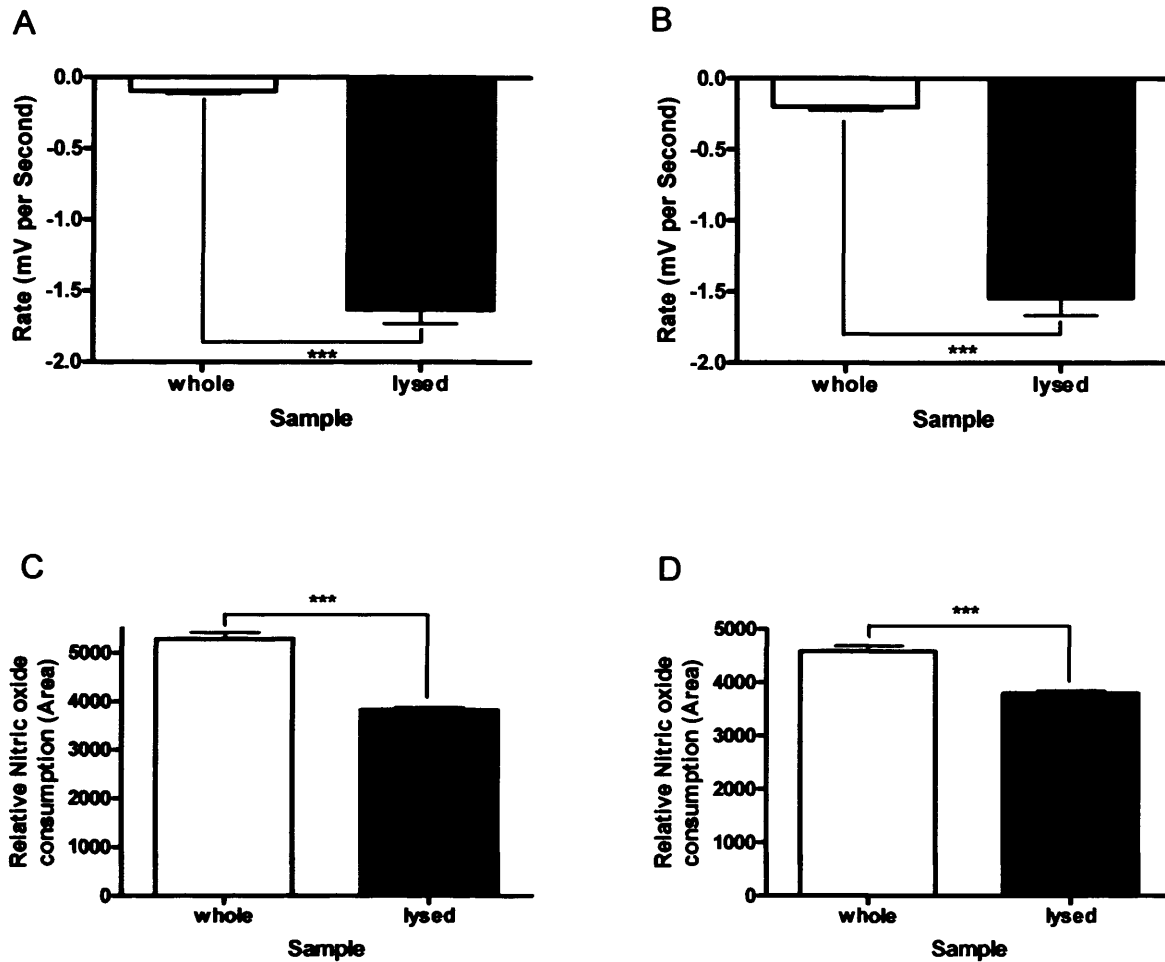 A
Rate (mV per Second)
0.0
-0.5
-1.0
-1.5
-2.0
***
whole
lysed
Sample
B
Rate (mV per Second)
0.0
-0.5
-1.0
-1.5
-2.0
***
whole
lysed
Sample
C
Relative Nitric oxide
consumption (Area)
5000
4000
3000
2000
1000
0
***
whole
lysed
Sample
D
Relative Nitric oxide
consumption (Area)
5000
4000
3000
2000
1000
0
***
whole
lysed
Sample